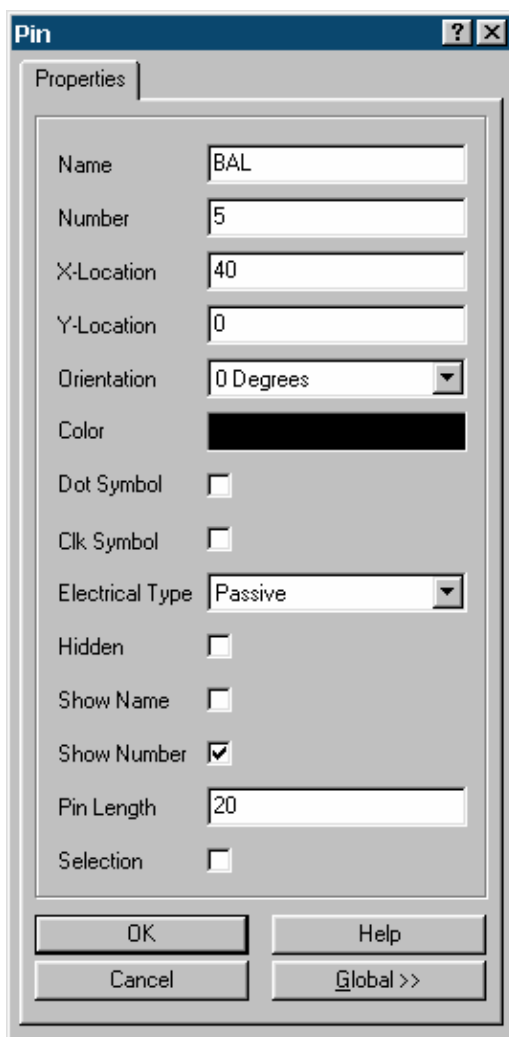 Pin
Properties
Name BAL
Number 5
X-Location 40
Y-Location 0
Orientation 0 Degrees
Color
Dot Symbol
Clk Symbol
Electrical Type Passive
Hidden
Show Name
Show Number
Pin Length 20
Selection
OK Help
Cancel Global >>